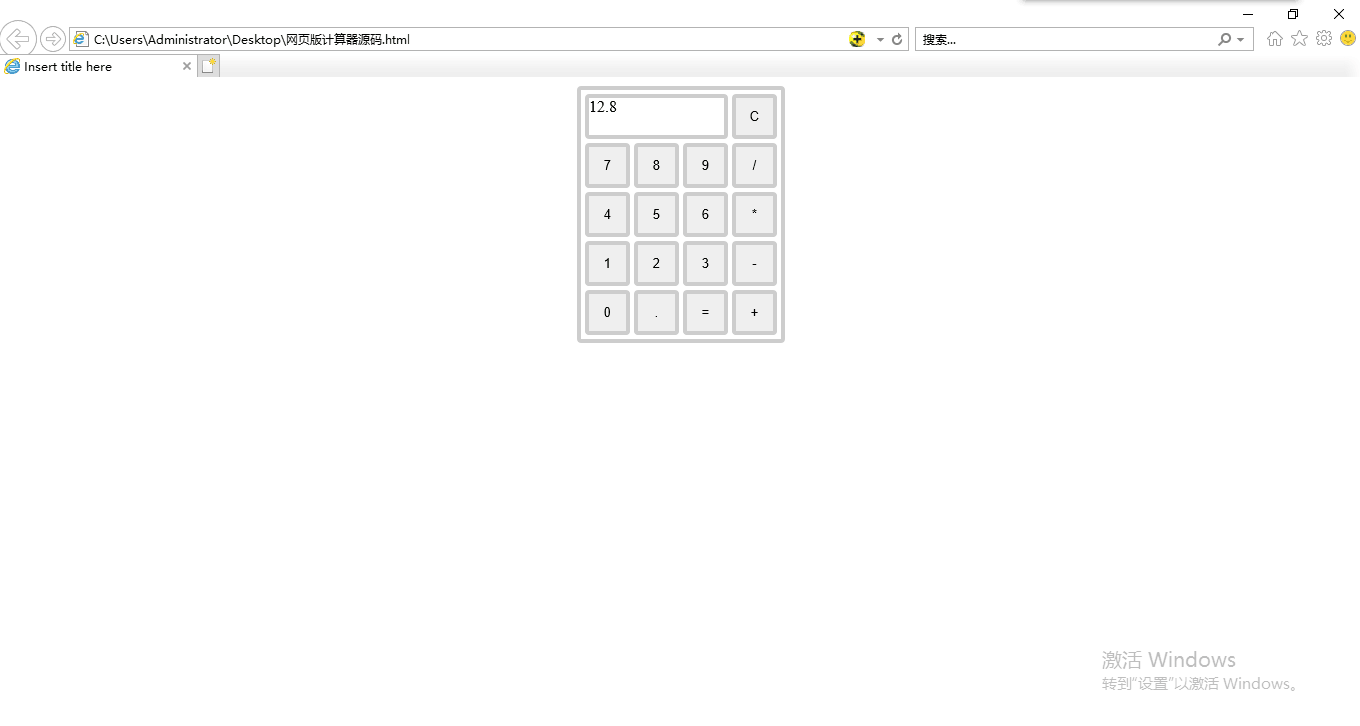 C:\Users\Administrator\Desktop\网页版计算器源码.html
搜索...
Insert title here
12.8
C
7 8 9 /
4 5 6 *
1 2 3 -
0 . = +
激活 Windows
转到"设置"以激活 Windows。